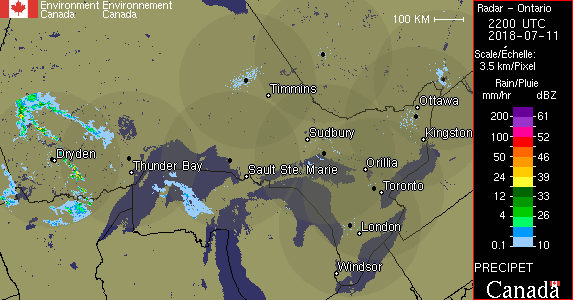 Environment Environnement
Canada Canada
100 KM
Timmins
Ottawa
Sudbury
Kingston
Dryden
Thunder Bay
Sault Ste. Marie
Orillia
Toronto
London
Windsor
Radar - Ontario
2200 UTC
2018-07-11
Scale/Échelle:
3.5 km/Pixel
Rain/Pluie
mm/hr dBZ
200 61
100 52
50 46
24 39
12 33
4 26
0.1 10
PRECIPET
Canada